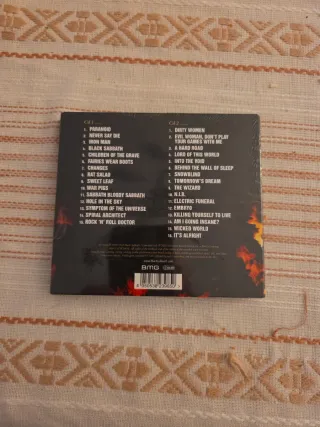 CD 1
1. PARANOID
2. NEVER SAY DIE
3. IRON MAN
4. BLACK SABBATH
5. CHILDREN OF THE GRAVE
6. FAIRIES WEAR BOOTS
7. CHANGES
8. RAT SALAD
9. SWEET LEAF
10. WAR PIGS
11. SABBATH BLOODY SABBATH
12. HOLE IN THE SKY
13. SYMPTOM OF THE UNIVERSE
14. SPIRAL ARCHITECT
15. ROCK 'N' ROLL DOCTOR
CD 2
1. DIRTY WOMEN
2. EVIL WOMAN, DON'T PLAY
YOUR GAMES WITH ME
3. A HARD ROAD
4. LORD OF THIS WORLD
5. INTO THE VOID
6. BEHIND THE WALL OF SLEEP
7. SNOWBLIND
8. TOMORROW'S DREAM
9. THE WIZARD
10. N.I.B.
11. ELECTRIC FUNERAL
12. EMBRYO
13. KILLING YOURSELF TO LIVE
14. AM I GOING INSANE?
15. WICKED WORLD
16. IT'S ALRIGHT
BMG